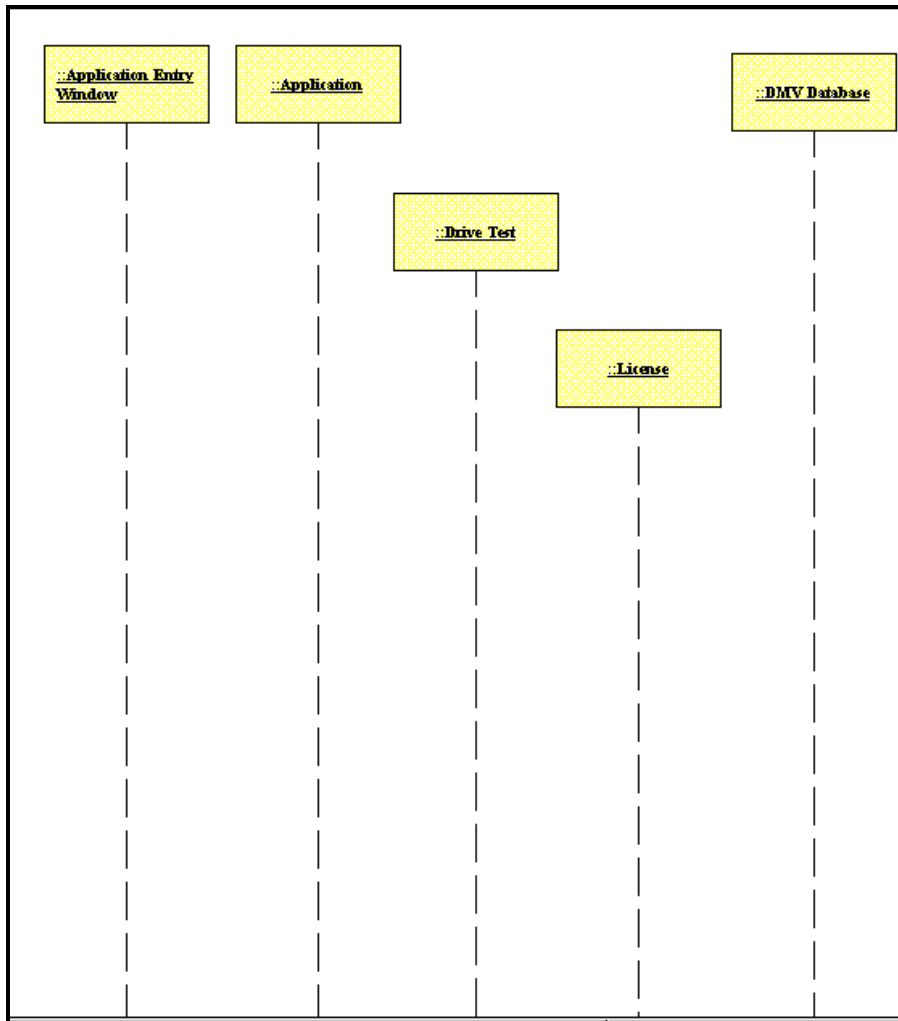 ::Application Entry
Window
::Application
::DMV Database
::Drive Test
::License